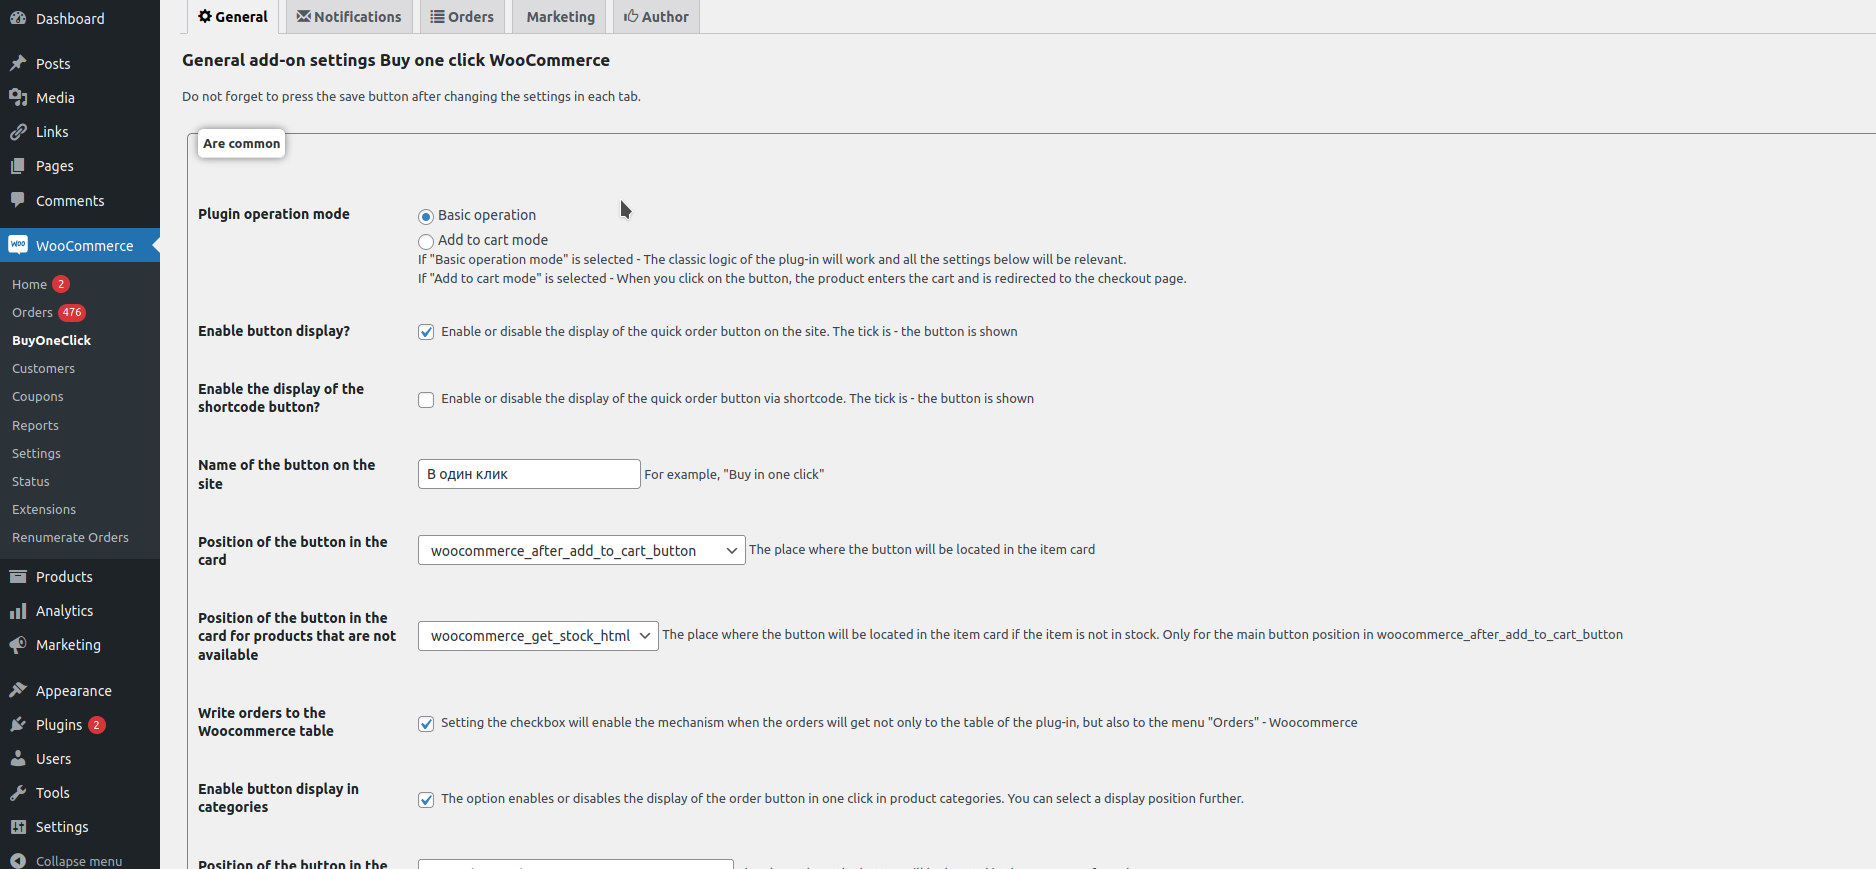 Dashboard
Posts
Media
Links
Pages
Comments
WooCommerce
Home 2
Orders 476
BuyOneClick
Customers
Coupons
Reports
Settings
Status
Extensions
Renumerate Orders
Products
Analytics
Marketing
Appearance
Plugins 2
Users
Tools
Settings
Collapse menu
General Notifications Orders Marketing Author
General add-on settings Buy one click WooCommerce
Do not forget to press the save button after changing the settings in each tab.
Are common
Plugin operation mode
Basic operation
Add to cart mode
If "Basic operation mode" is selected - The classic logic of the plug-in will work and all the settings below will be relevant.
If "Add to cart mode" is selected - When you click on the button, the product enters the cart and is redirected to the checkout page.
Enable button display?
Enable or disable the display of the quick order button on the site. The tick is - the button is shown
Enable the display of the
shortcode button?
Enable or disable the display of the quick order button via shortcode. The tick is - the button is shown
Name of the button on the
site
В один клик
For example, "Buy in one click"
Position of the button in the
card
woocommerce_after_add_to_cart_button
The place where the button will be located in the item card
Position of the button in the
card for products that are not
available
woocommerce_get_stock_html
The place where the button will be located in the item card if the item is not in stock. Only for the main button position in woocommerce_after_add_to_cart_button
Write orders to the
Woocommerce table
Setting the checkbox will enable the mechanism when the orders will get not only to the table of the plug-in, but also to the menu "Orders" - Woocommerce
Enable button display in
categories
The option enables or disables the display of the order button in one click in product categories. You can select a display position further.
Position of the button in the